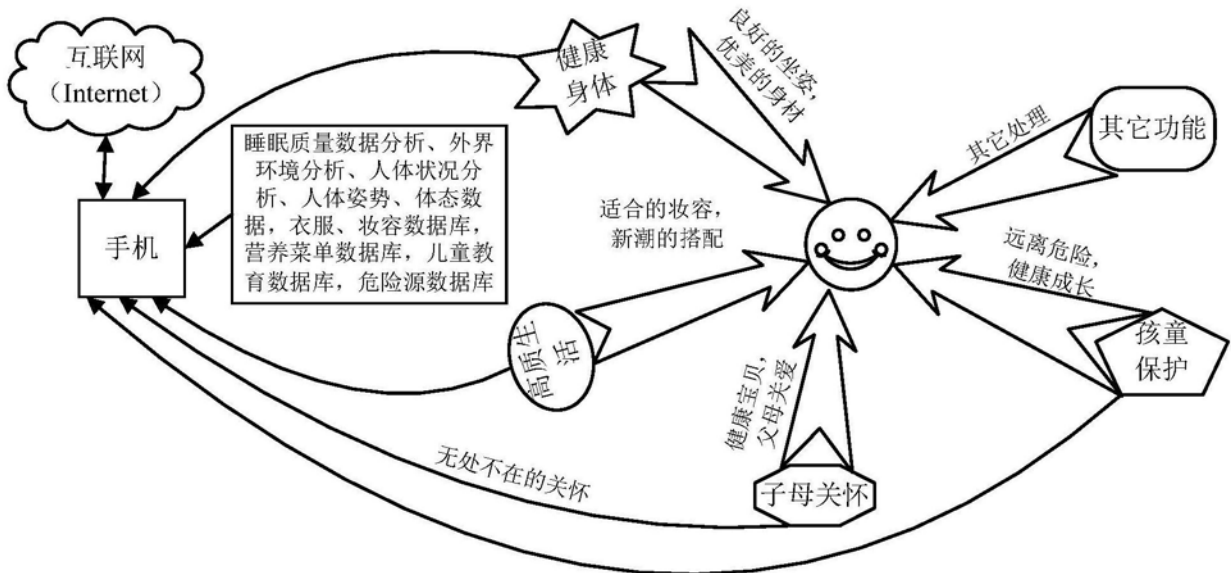 互联网
（Internet）
手机
睡眠质量数据分析、外界
环境分析、人体状况分
析、人体姿势、体态数
据，衣服、妆容数据库，
营养菜单数据库，儿童教
育数据库，危险源数据库
健康
身体
良好的坐姿，
优美的身材
其它处理
其它功能
适合的妆容，
新潮的搭配
远离危险，
健康成长
孩童
保护
高质生
活
健康宝贝，
父母关爱
子母关怀
无处不在的关怀